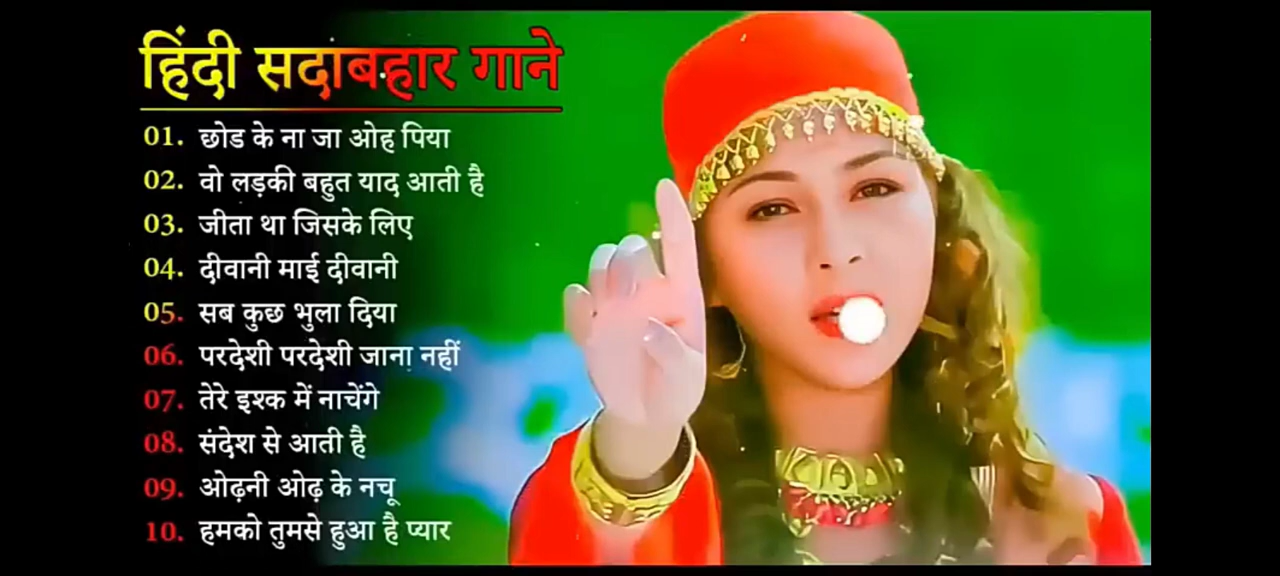 हिंदी सदाबहार गाने
01. छोड के ना जा ओह पिया
02. वो लड़की बहुत याद आती है
03. जीता था जिसके लिए
04. दीवानी माई दीवानी
05. सब कुछ भुला दिया
06. परदेशी परदेशी जाना नहीं
07. तेरे इश्क में नाचेंगे
08. संदेश से आती है
09. ओढ़नी ओढ़ के नचू
10. हमको तुमसे हुआ है प्यार